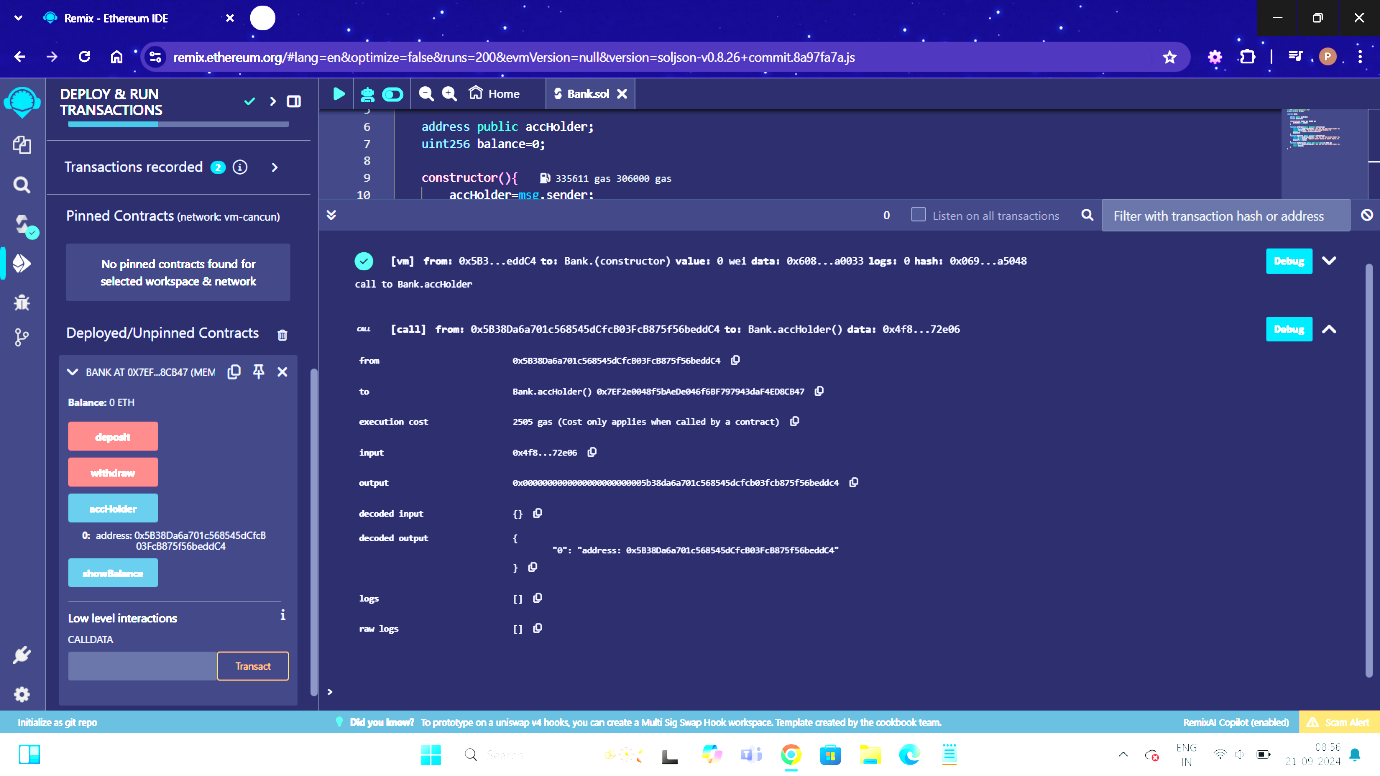 Remix - Ethereum IDE
remix.ethereum.org/#lang=en&optimize=false&runs=200&evmVersion=null&version=soljson-v0.8.26+commit.8a97fa7a.js
P
DEPLOY & RUN
TRANSACTIONS
Transactions recorded 2 i
Pinned Contracts (network: vm-cancun)
No pinned contracts found for
selected workspace & network
Deployed/Unpinned Contracts
BANK AT 0X7EF...8CB47 (MEM
Balance: 0 ETH
deposit
withdraw
accHolder
0: address: 0x5B38Da6a701c568545dCfcB
03FcB875f56beddC4
showBalance
Low level interactions i
CALLDATA
Transact
Home
Bank.sol
5
6 address public accHolder;
7 uint256 balance=0;
8
9 constructor(){ 335611 gas 306000 gas
10 accHolder=msg.sender;
0 Listen on all transactions Filter with transaction hash or address
[vm] from: 0x5B3...eddC4 to: Bank.(constructor) value: 0 wei data: 0x608...a0033 logs: 0 hash: 0x069...a5048 Debug
call to Bank.accHolder
CALL [call] from: 0x5B38Da6a701c568545dCfcB03FcB875f56beddC4 to: Bank.accHolder() data: 0x4f8...72e06 Debug
from 0x5B38Da6a701c568545dCfcB03FcB875f56beddC4
to Bank.accHolder() 0x7EF2e0048f5bAeDe046f6BF797943daF4ED8CB47
execution cost 2505 gas (Cost only applies when called by a contract)
input 0x4f8...72e06
output 0x0000000000000000000000005b38da6a701c568545dcfcb03fcb875f56beddc4
decoded input {}
decoded output {
"0": "address: 0x5B38Da6a701c568545dCfcB03FcB875f56beddC4"
}
logs []
raw logs []
>
Initialize as git repo
Did you know? To prototype on a uniswap v4 hooks, you can create a Multi Sig Swap Hook workspace. Template created by the cookbook team.
RemixAI Copilot (enabled)
Scam Alert
Search
ENG
IN
08:56
21-09-2024